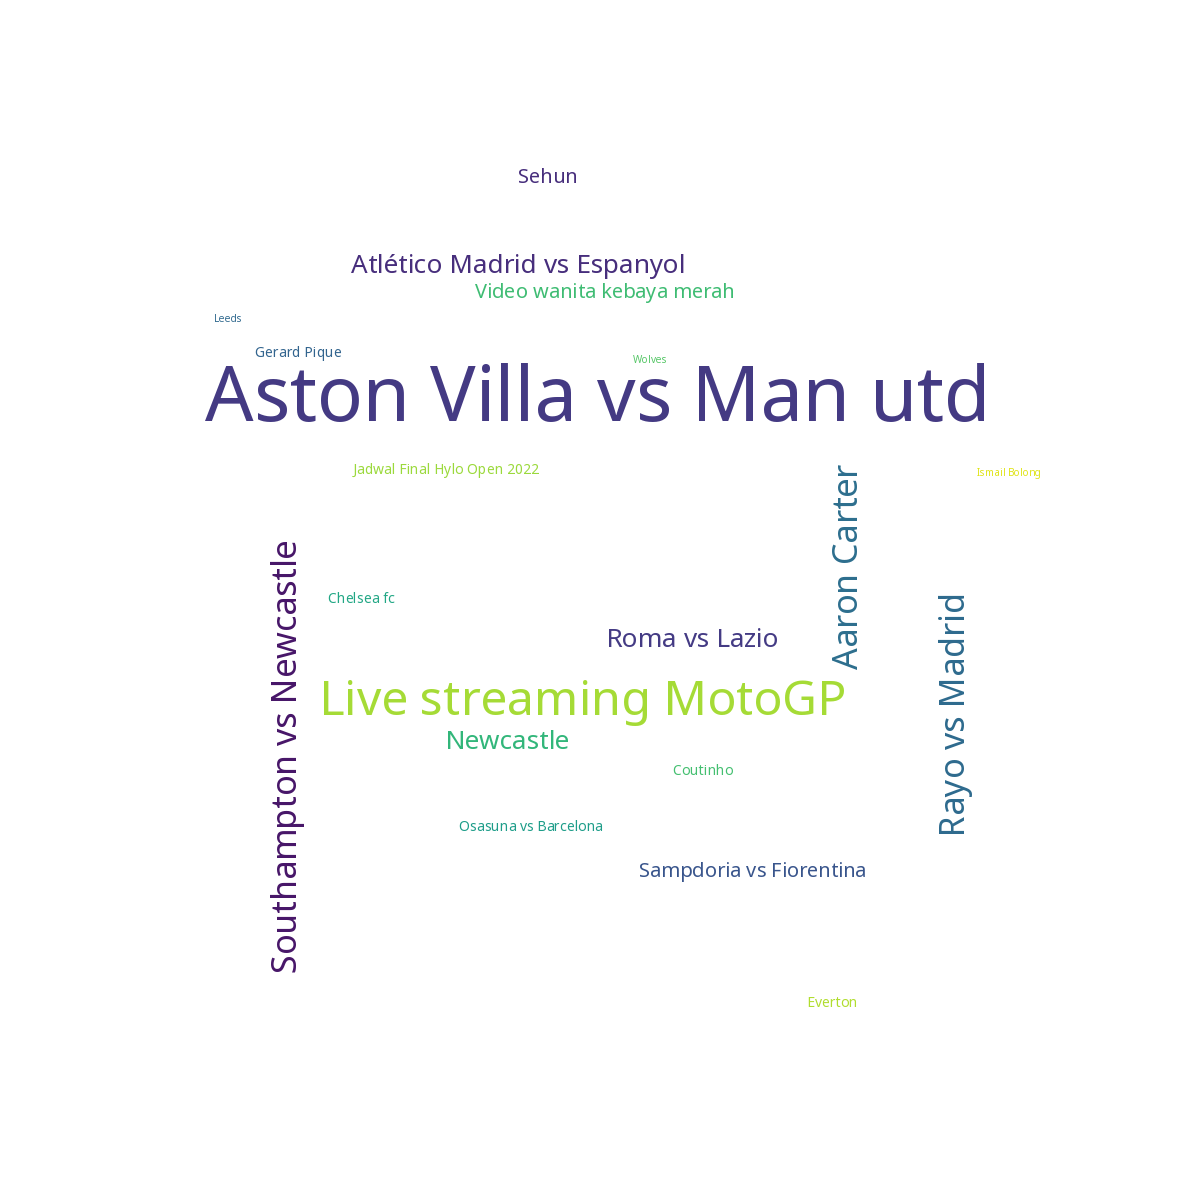 Sehun
Atlético Madrid vs Espanyol
Video wanita kebaya merah
Leeds
Gerard Pique
Wolves
Aston Villa vs Man utd
Jadwal Final Hylo Open 2022
Ismail Bolong
Aaron Carter
Southampton vs Newcastle
Chelsea fc
Rayo vs Madrid
Roma vs Lazio
Live streaming MotoGP
Newcastle
Coutinho
Osasuna vs Barcelona
Sampdoria vs Fiorentina
Everton